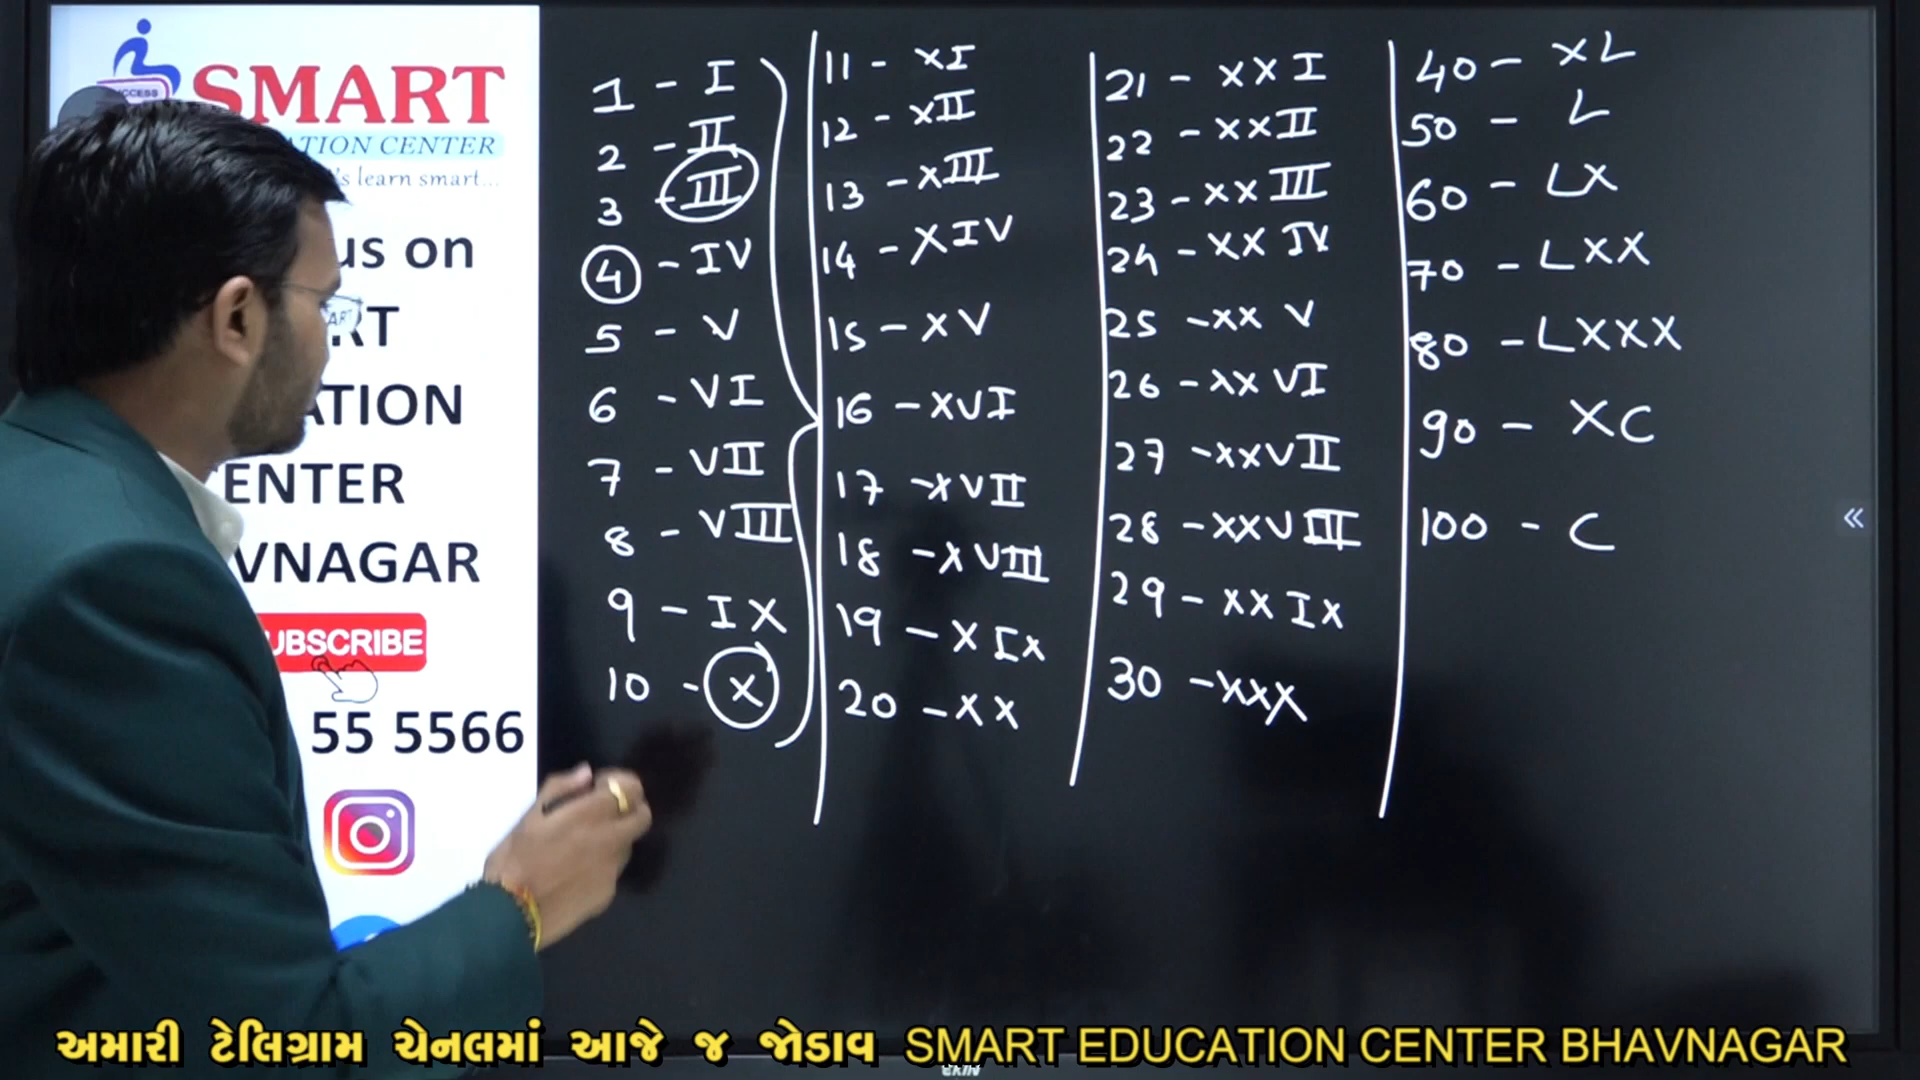 SUCCESS
SMART
CATION CENTER
's learn smart...
us on
RT
ATION
ENTER
VNAGAR
UBSCRIBE
55 5566
1 - I
2 - II
3 - III
4 - IV
5 - V
6 - VI
7 - VII
8 - VIII
9 - IX
10 - X
11 - XI
12 - XII
13 - XIII
14 - XIV
15 - XV
16 - XVI
17 - XVII
18 - XVIII
19 - XIX
20 - XX
21 - XXI
22 - XXII
23 - XXIII
24 - XXIV
25 - XXV
26 - XXVI
27 - XXVII
28 - XXVIII
29 - XXIX
30 - XXX
40 - XL
50 - L
60 - LX
70 - LXX
80 - LXXX
90 - XC
100 - C
«
અમારી ટેલિગ્રામ ચેનલમાં આજે જ જોડાવ SMART EDUCATION CENTER BHAVNAGAR